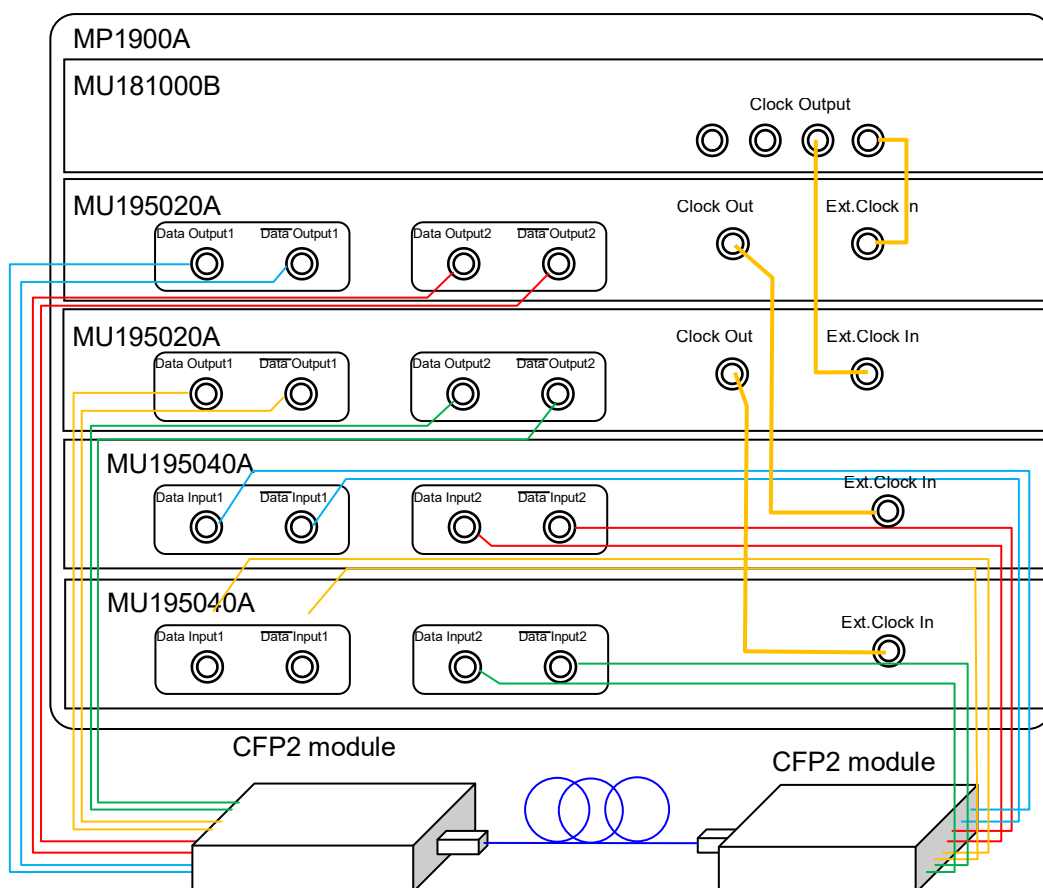 MP1900A
MU181000B
Clock Output
MU195020A
Clock Out
Ext.Clock In
Data Output1
Data Output1
Data Output2
Data Output2
MU195020A
Clock Out
Ext.Clock In
Data Output1
Data Output1
Data Output2
Data Output2
MU195040A
Ext.Clock In
Data Input1
Data Input1
Data Input2
Data Input2
MU195040A
Ext.Clock In
Data Input1
Data Input1
Data Input2
Data Input2
CFP2 module
CFP2 module